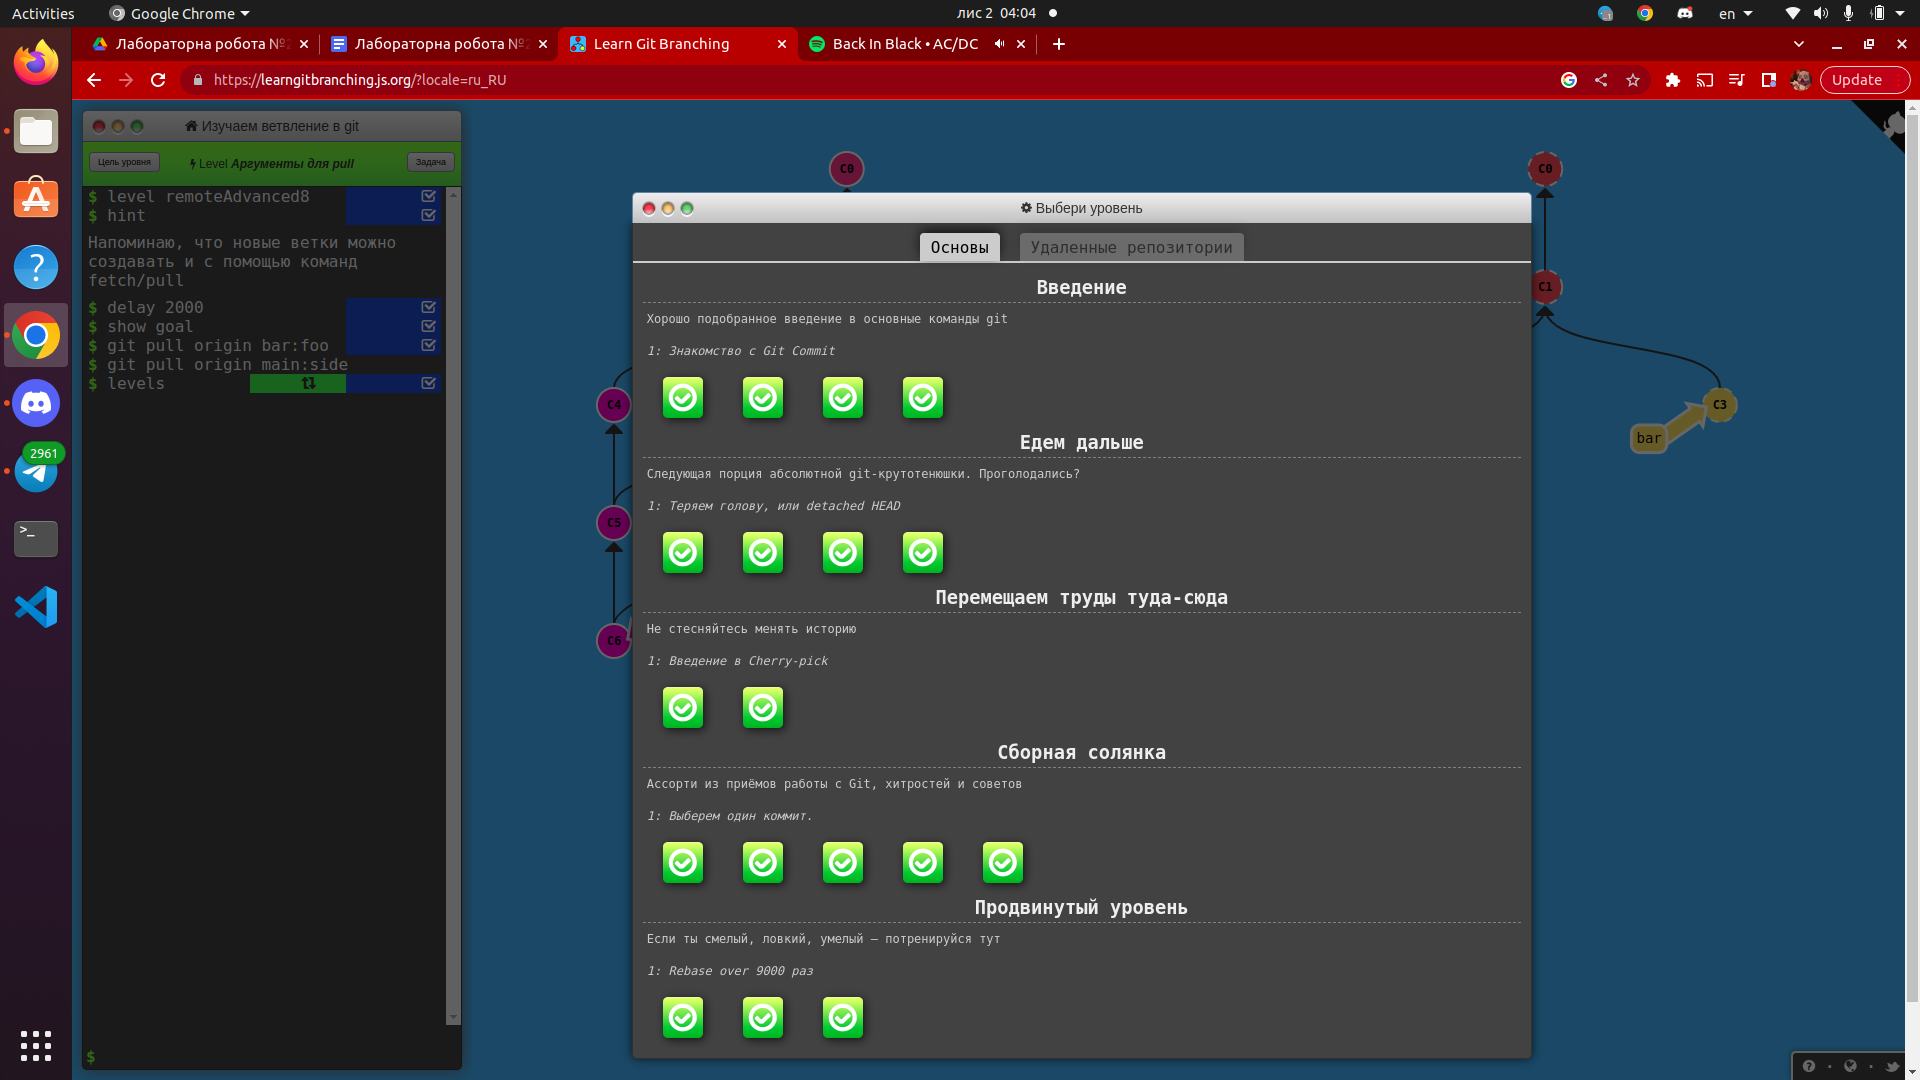 Activities
Google Chrome
лис 2 04:04
en
Лабораторна робота №2
Лабораторна робота №2
Learn Git Branching
Back In Black • AC/DC
https://learngitbranching.js.org/?locale=ru_RU
Update
2961
Изучаем ветвление в git
Цель уровня
Level Аргументы для pull
Задача
$ level remoteAdvanced8
$ hint
Напоминаю, что новые ветки можно
создавать и с помощью команд
fetch/pull
$ delay 2000
$ show goal
$ git pull origin bar:foo
$ git pull origin main:side
$ levels
$
C0
C4
C5
C6
C0
C1
C3
bar
Выбери уровень
Основы
Удаленные репозитории
Введение
Хорошо подобранное введение в основные команды git
1: Знакомство с Git Commit
Едем дальше
Следующая порция абсолютной git-крутотенюшки. Проголодались?
1: Теряем голову, или detached HEAD
Перемещаем труды туда-сюда
Не стесняйтесь менять историю
1: Введение в Cherry-pick
Сборная солянка
Ассорти из приёмов работы с Git, хитростей и советов
1: Выберем один коммит.
Продвинутый уровень
Если ты смелый, ловкий, умелый – потренируйся тут
1: Rebase over 9000 раз